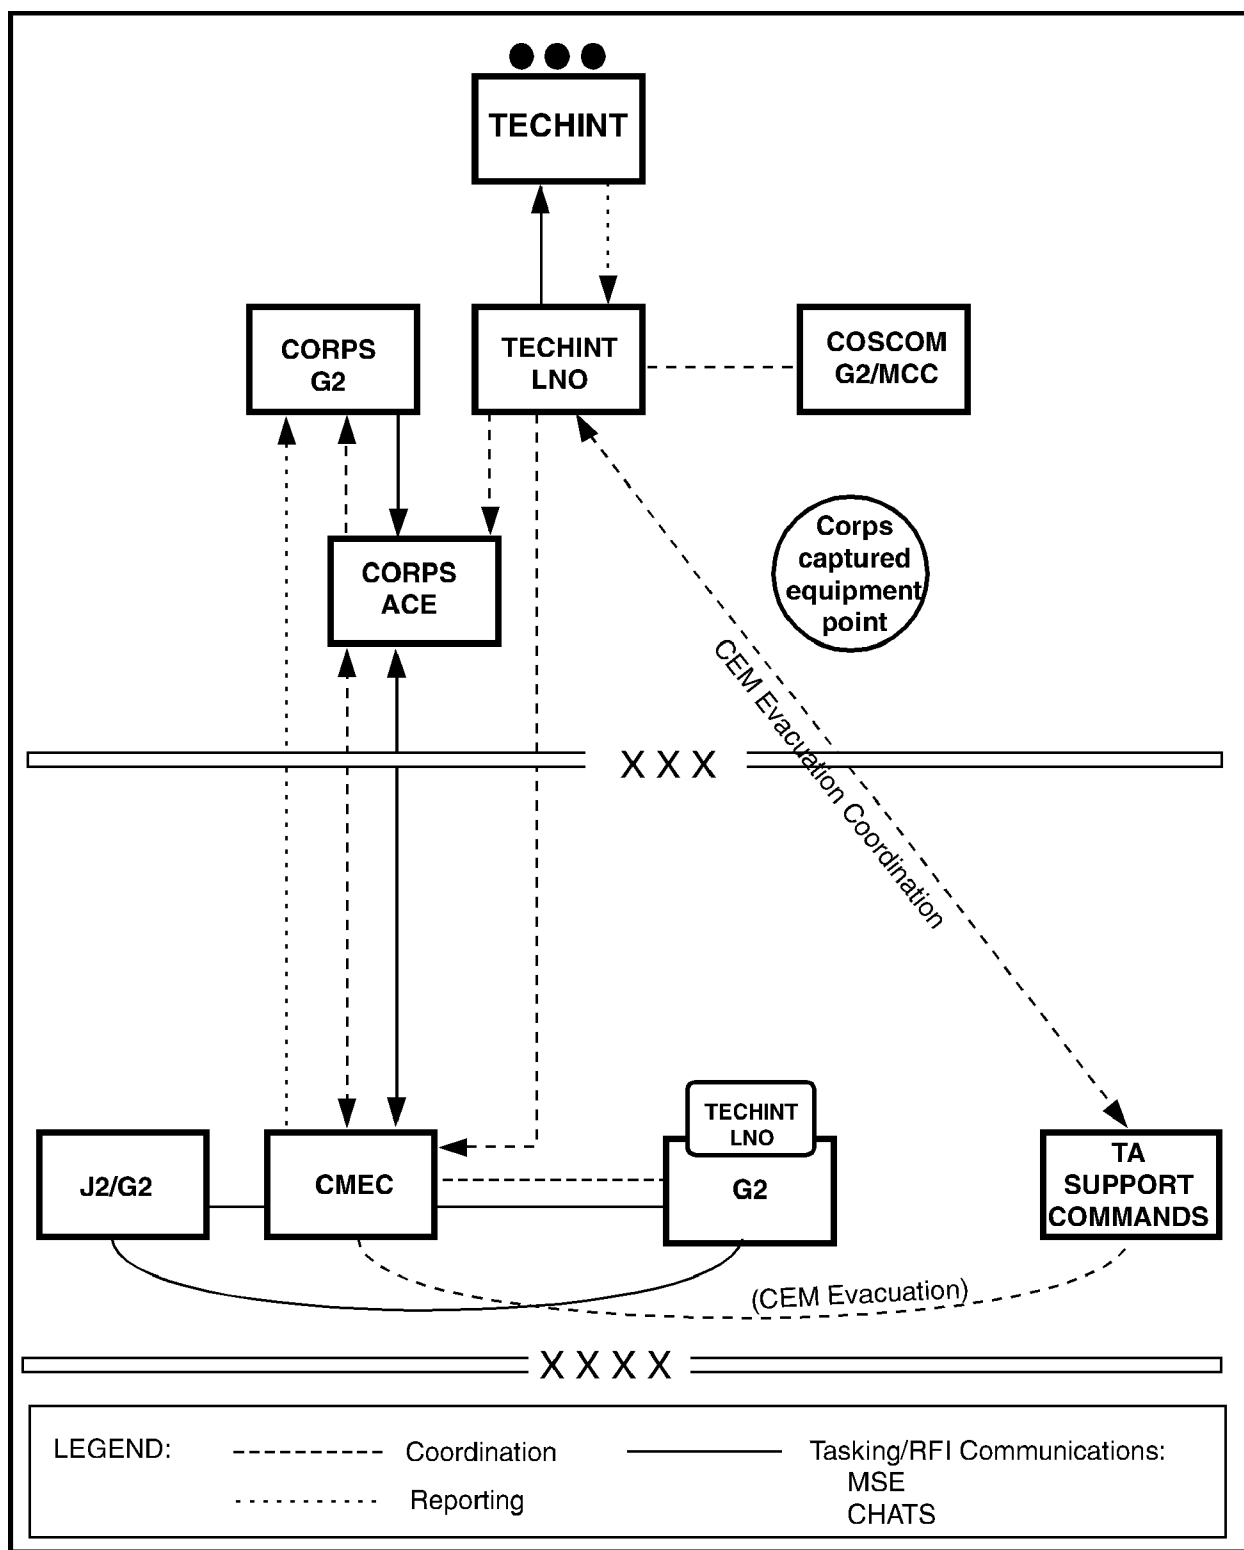 TECHINT
CORPS
G2
TECHINT
LNO
COSCOM
G2/MCC
Corps
captured
equipment
point
CORPS
ACE
CEM Evacuation Coordination
X X X
TECHINT
LNO
J2/G2
CMEC
G2
TA
SUPPORT
COMMANDS
(CEM Evacuation)
X X X X
LEGEND:
Coordination
Reporting
Tasking/RFI Communications:
MSE
CHATS